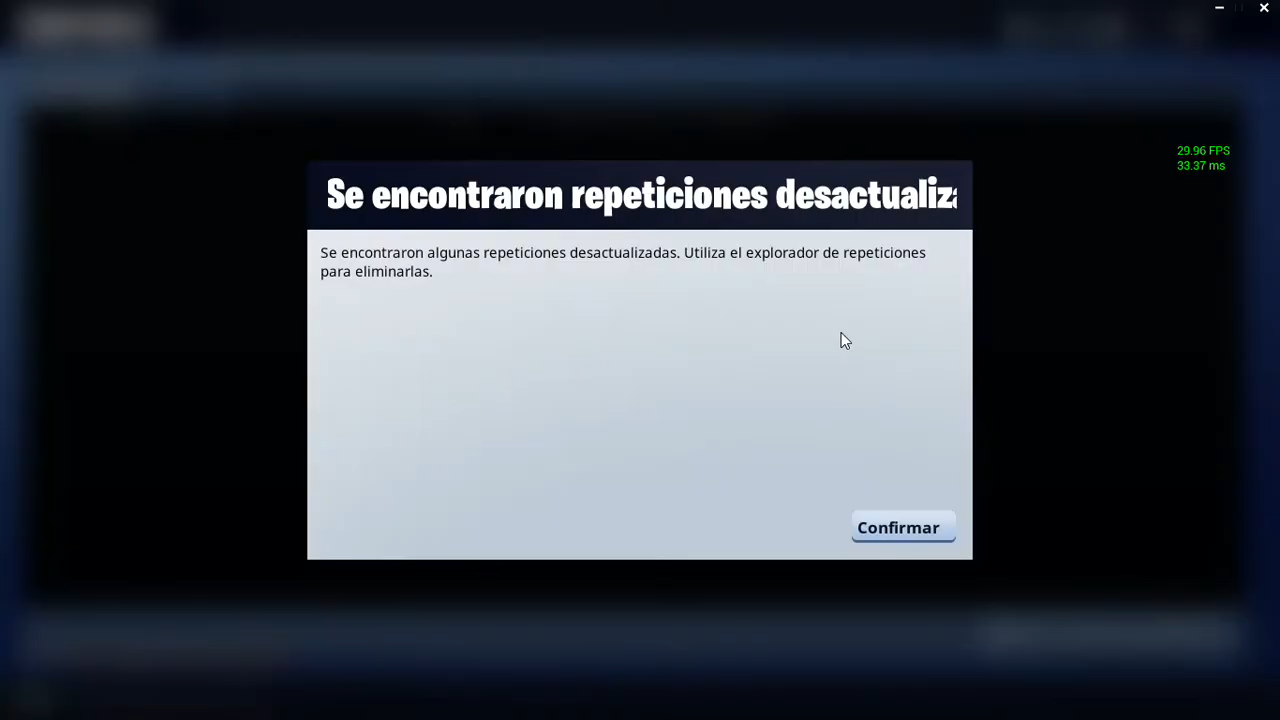 29.96 FPS
33.37 ms
Se encontraron repeticiones desactualiza
Se encontraron algunas repeticiones desactualizadas. Utiliza el explorador de repeticiones
para eliminarlas.
Confirmar